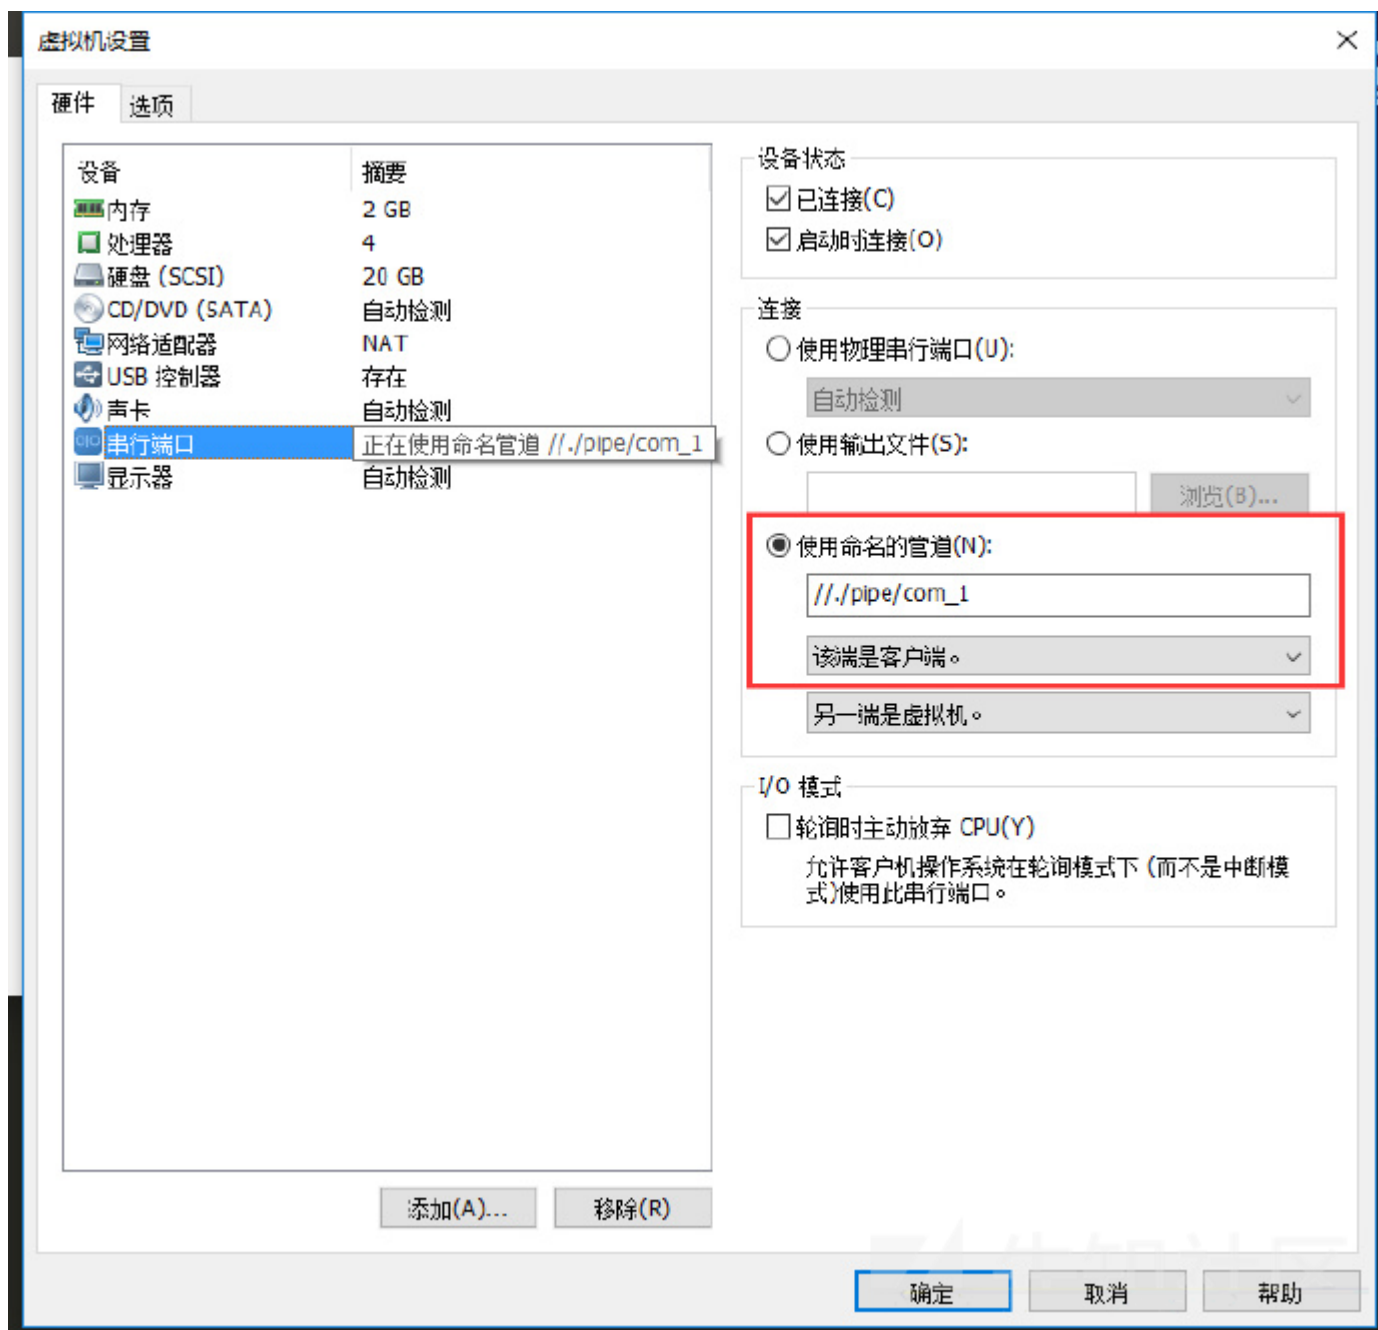 虚拟机设置
硬件 选项
设备 摘要
内存 2 GB
处理器 4
硬盘 (SCSI) 20 GB
CD/DVD (SATA) 自动检测
网络适配器 NAT
USB 控制器 存在
声卡 自动检测
串行端口 正在使用命名管道 //./pipe/com_1
显示器 自动检测
添加(A)... 移除(R)
设备状态
已连接(C)
启动时连接(O)
连接
使用物理串行端口(U):
自动检测
使用输出文件(S):
浏览(B)...
使用命名的管道(N):
//./pipe/com_1
该端是客户端。
另一端是虚拟机。
I/O 模式
轮询时主动放弃 CPU(Y)
允许客户机操作系统在轮询模式下 (而不是中断模
式)使用此串行端口。
先知社区
确定 取消 帮助